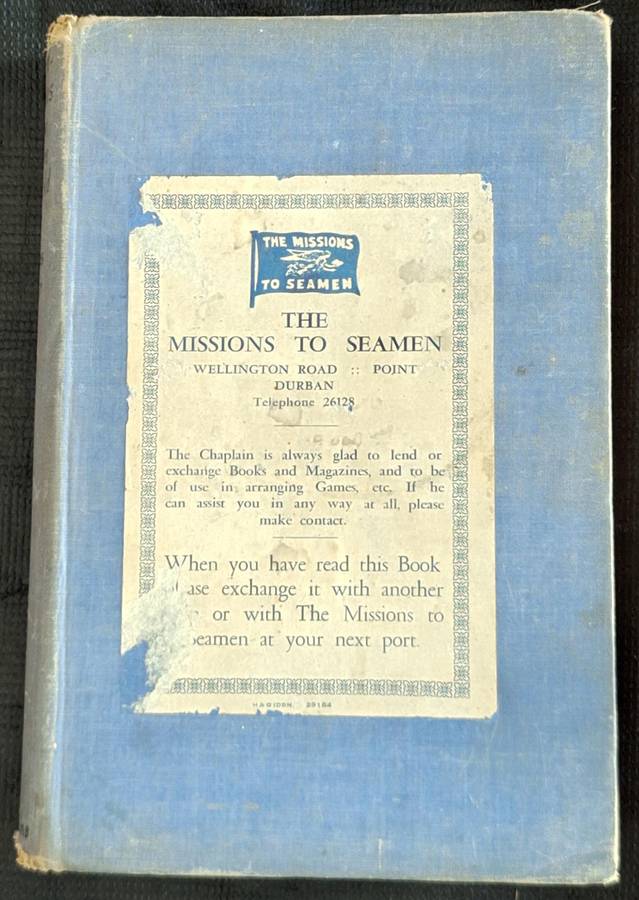 THE MISSIONS
TO SEAMEN
THE
MISSIONS TO SEAMEN
WELLINGTON ROAD :: POINT
DURBAN
Telephone 26128
The Chaplain is always glad to lend or
exchange Books and Magazines, and to be
of use in arranging Games, etc. If he
can assist you in any way at all, please
make contact.
When you have read this Book
ase exchange it with another
or with The Missions to
Seamen at your next port.
29184